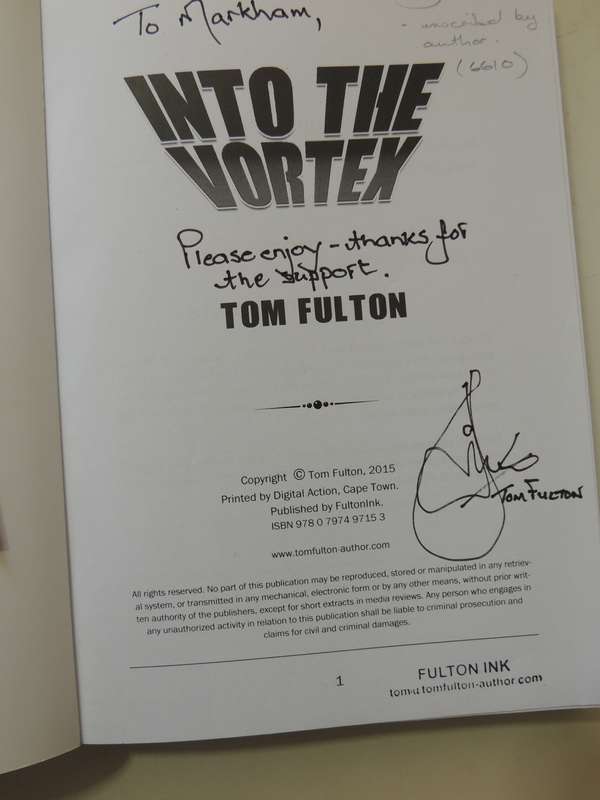 To Markham,
- inscribed by
author.
(6610)
INTO THE
VORTEX
Please enjoy - thanks for
the support.
TOM FULTON
Copyright © Tom Fulton, 2015
Printed by Digital Action, Cape Town.
Published by FultonInk.
ISBN 978 0 7974 9715 3
www.tomfulton-author.com
TOM FULTON
All rights reserved. No part of this publication may be reproduced, stored or manipulated in any retriev-
al system, or transmitted in any mechanical, electronic form or by any other means, without prior writ-
ten authority of the publishers, except for short extracts in media reviews. Any person who engages in
any unauthorized activity in relation to this publication shall be liable to criminal prosecution and
claims for civil and criminal damages.
1
FULTON INK
tom@tomfulton-author.com